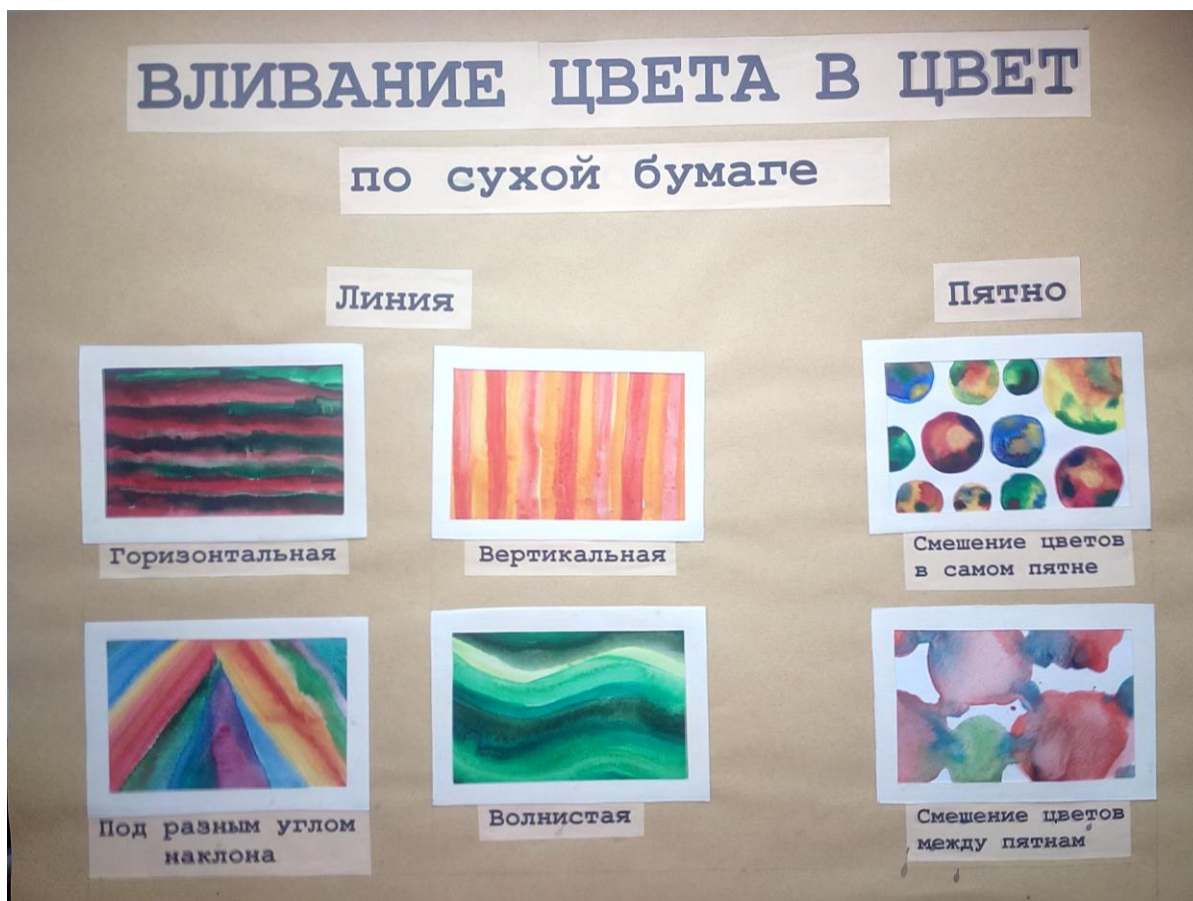 ВЛИВАНИЕ ЦВЕТА В ЦВЕТ
по сухой бумаге
Линия
Пятно
Горизонтальная
Вертикальная
Смешение цветов
в самом пятне
Под разным углом
наклона
Волнистая
Смешение цветов
между пятнам